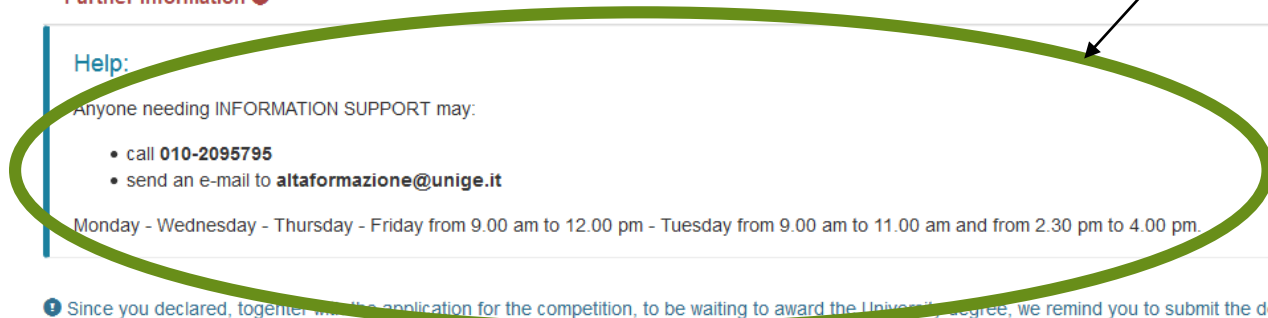 Further Information
Help:
Anyone needing INFORMATION SUPPORT may:
• call 010-2095795
• send an e-mail to altaformazione@unige.it
Monday - Wednesday - Thursday - Friday from 9.00 am to 12.00 pm - Tuesday from 9.00 am to 11.00 am and from 2.30 pm to 4.00 pm.
Since you declared, togenter the application for the competition, to be waiting to award the University degree, we remind you to submit the